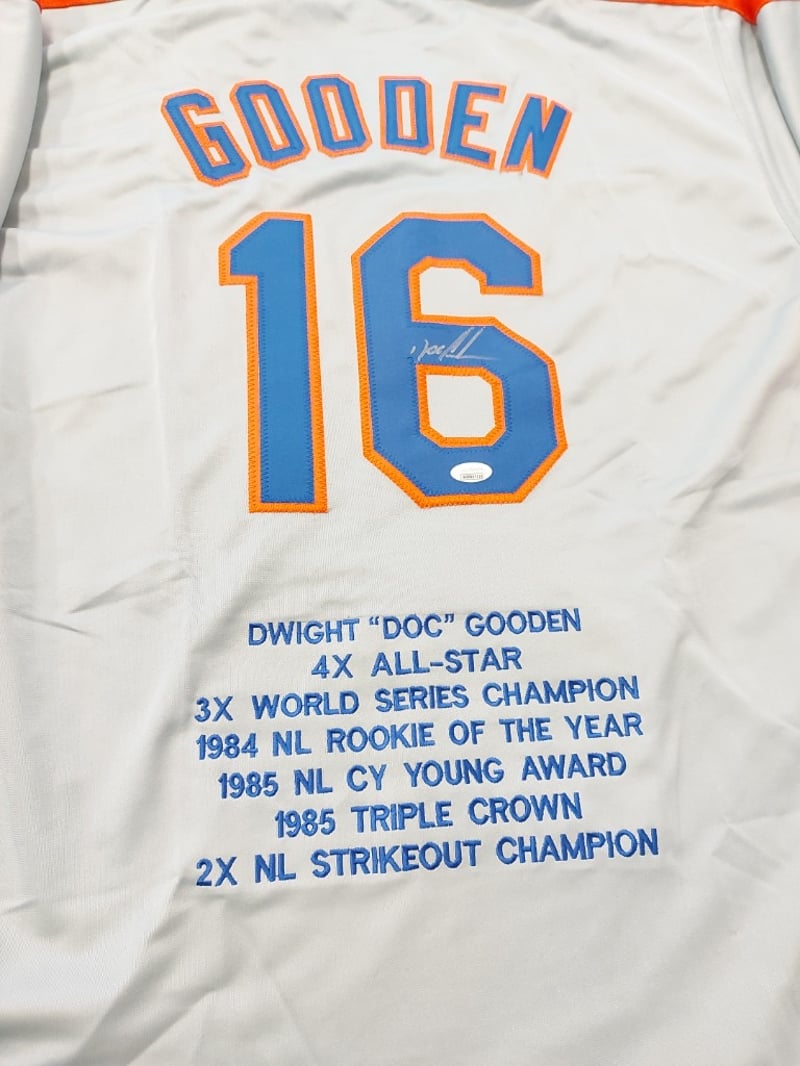 GOODEN
16
DWIGHT “DOC” GOODEN
4X ALL-STAR
3X WORLD SERIES CHAMPION
1984 NL ROOKIE OF THE YEAR
1985 NL CY YOUNG AWARD
1985 TRIPLE CROWN
2X NL STRIKEOUT CHAMPION